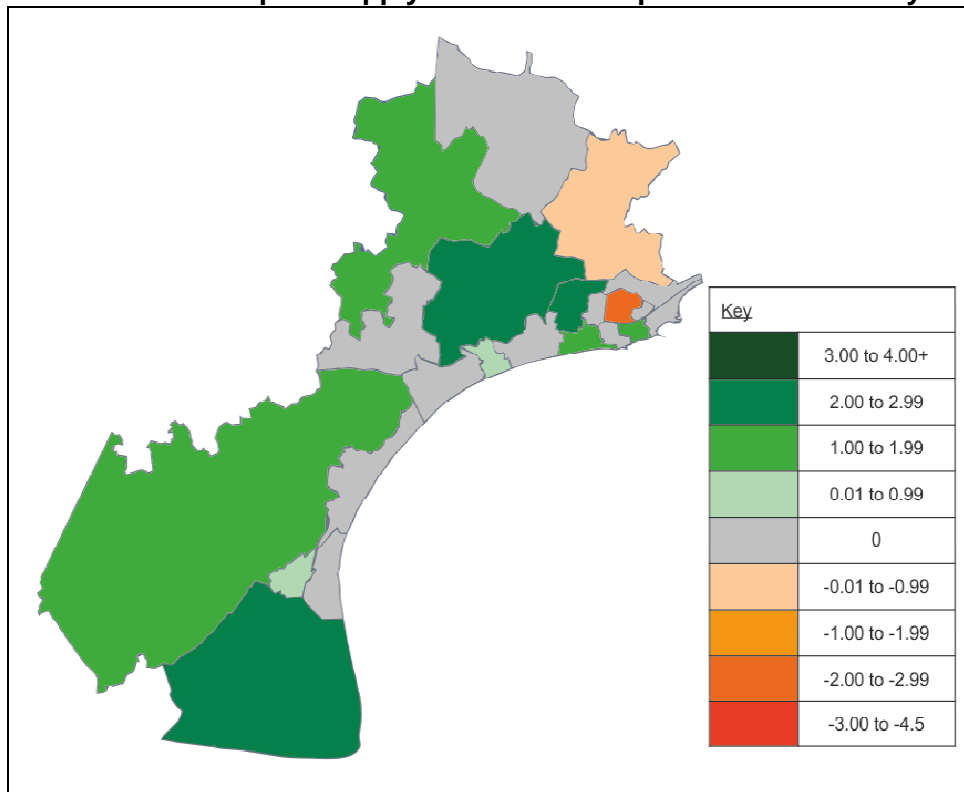 Key
3.00 to 4.00+
2.00 to 2.99
1.00 to 1.99
0.01 to 0.99
0
-0.01 to -0.99
-1.00 to -1.99
-2.00 to -2.99
-3.00 to -4.5